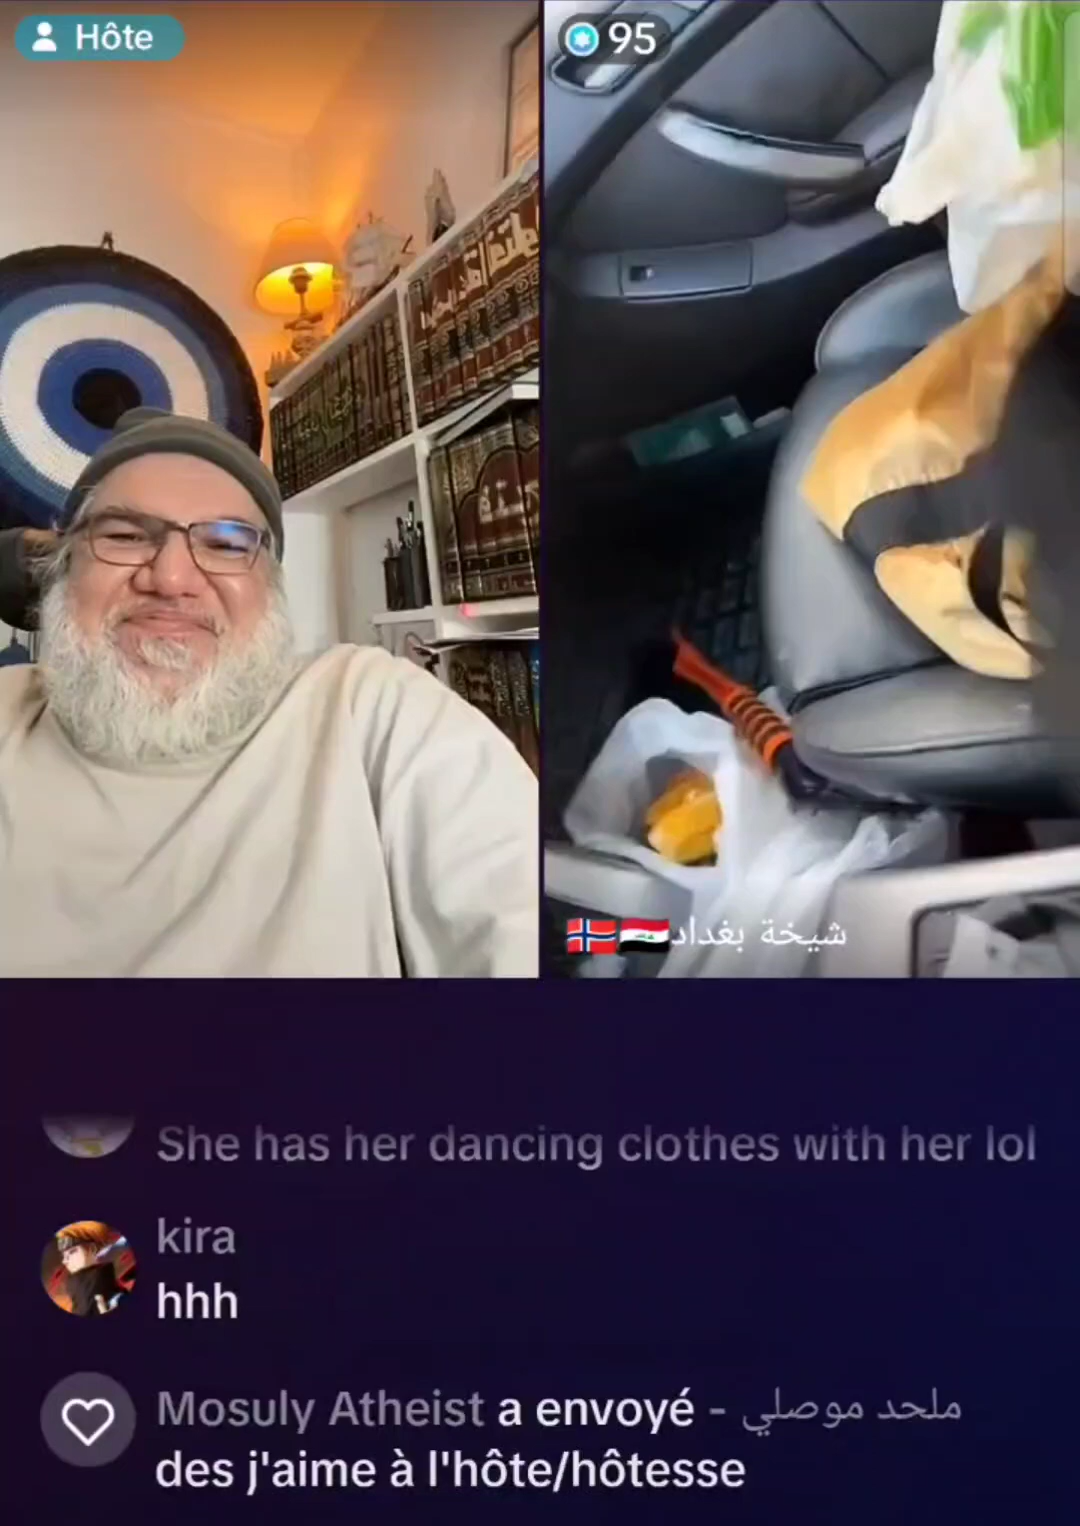 Hôte
95
شيخة بغداد
She has her dancing clothes with her lol
kira
hhh
Mosuly Atheist a envoyé - ملحد موصلي
des j'aime à l'hôte/hôtesse